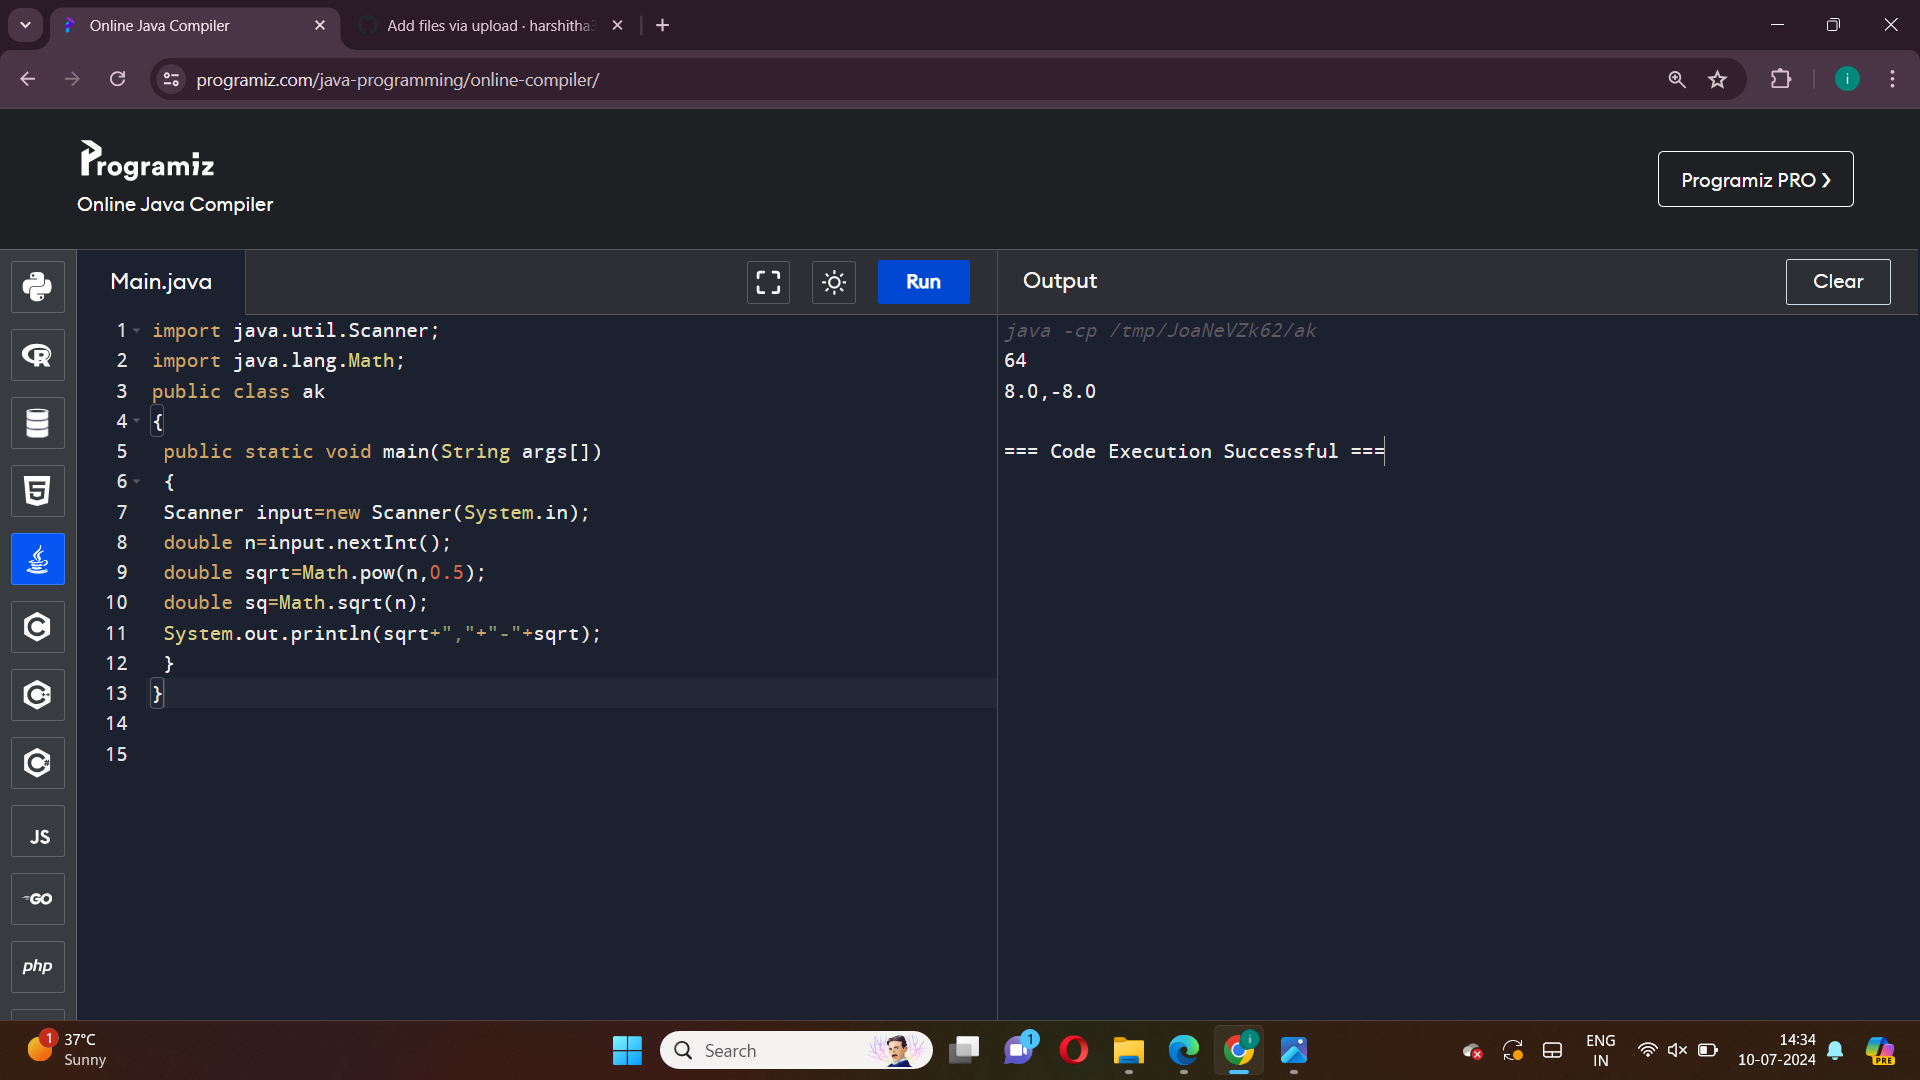 Online Java Compiler
Add files via upload · harshitha3
programiz.com/java-programming/online-compiler/
i
Programiz
Online Java Compiler
Programiz PRO ❯
Main.java
Run
Output
Clear
1 import java.util.Scanner;
2 import java.lang.Math;
3 public class ak
4 {
5 public static void main(String args[])
6 {
7 Scanner input=new Scanner(System.in);
8 double n=input.nextInt();
9 double sqrt=Math.pow(n,0.5);
10 double sq=Math.sqrt(n);
11 System.out.println(sqrt+","+"-"+sqrt);
12 }
13 }
14
15
java -cp /tmp/JoaNeVZk62/ak
64
8.0,-8.0
=== Code Execution Successful ===
R
5
C
C++
C#
JS
GO
php
1
37°C
Sunny
Search
1
i
ENG
IN
14:34
10-07-2024
PRE